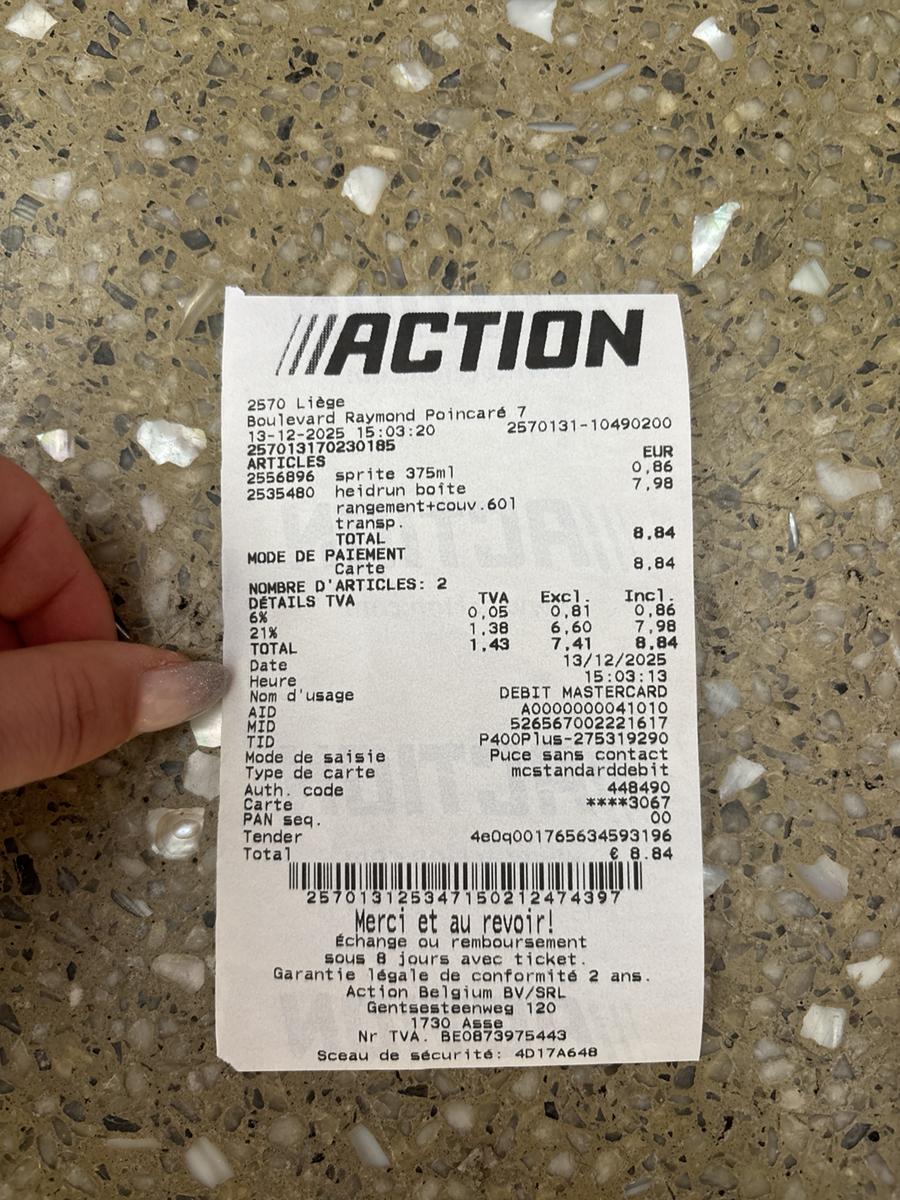 ACTION
2570 Liège
Boulevard Raymond Poincaré 7
13-12-2025 15:03:20 2570131-10490200
257013170230185
ARTICLES EUR
2556896 sprite 375ml 0,86
2535480 heidrun boîte 7,98
rangement+couv.60l
transp.
TOTAL 8.84
MODE DE PAIEMENT
Carte 8,84
NOMBRE D'ARTICLES: 2
DÉTAILS TVA TVA Excl. Incl.
6% 0,05 0,81 0,86
21% 1,38 6,60 7,98
TOTAL 1,43 7,41 8,84
Date 13/12/2025
Heure 15:03:13
Nom d'usage DEBIT MASTERCARD
AID A0000000041010
MID 526567002221617
TID P400Plus-275319290
Mode de saisie Puce sans contact
Type de carte mcstandarddebit
Auth. code 448490
Carte ****3067
PAN seq. 00
Tender 4e0q001765634593196
Total € 8.84
257013125347150212474397
Merci et au revoir!
Échange ou remboursement
sous 8 jours avec ticket.
Garantie légale de conformité 2 ans.
Action Belgium BV/SRL
Gentsesteenweg 120
1730 Asse
Nr TVA. BE0873975443
Sceau de sécurité: 4D17A648